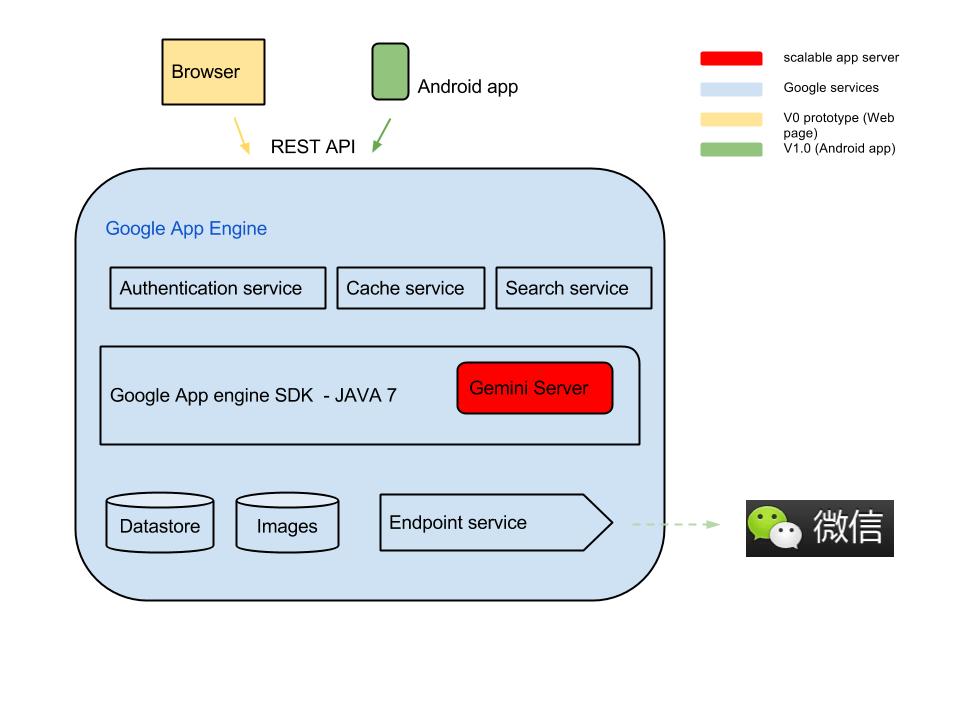 Browser
Android app
REST API
scalable app server
Google services
V0 prototype (Web
page)
V1.0 (Android app)
Google App Engine
Authentication service
Cache service
Search service
Google App engine SDK  - JAVA 7
Gemini Server
Datastore
Images
Endpoint service
微信